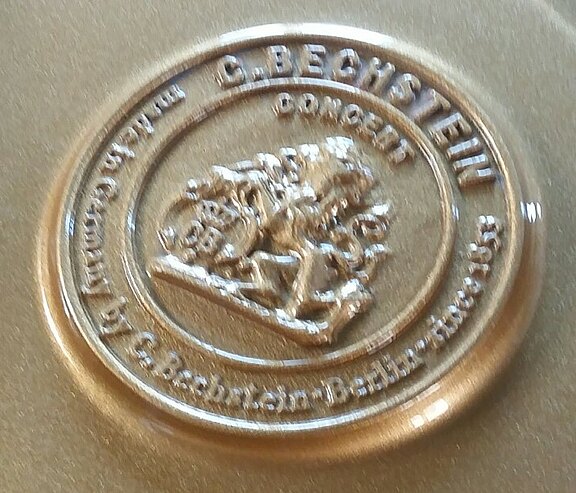 C.BECHSTEIN
CONCERT
made in Germany by C. Bechstein · Berlin · since 1853